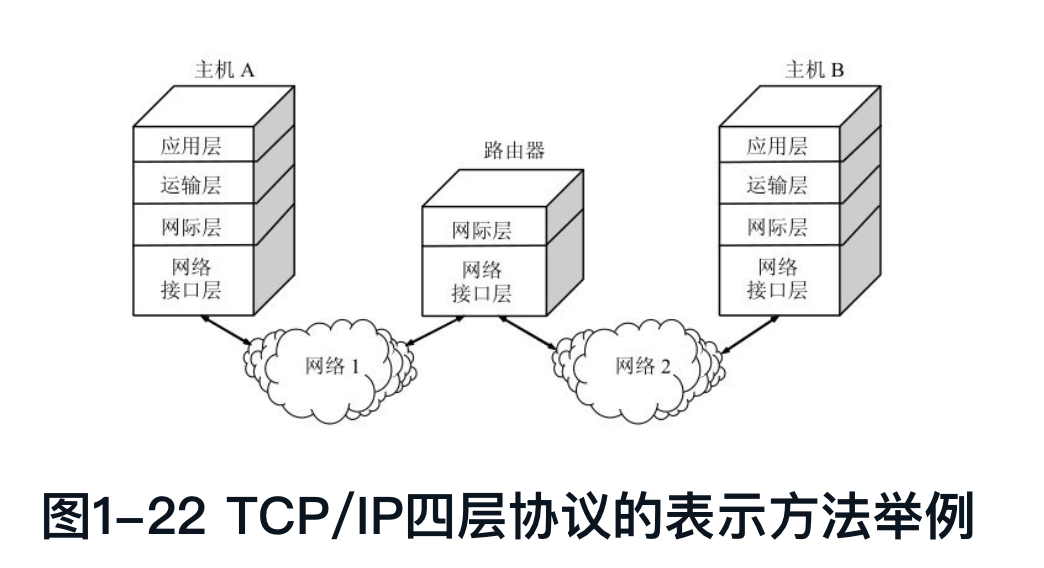 主机 A
应用层
运输层
网际层
网络
接口层
路由器
网际层
网络
接口层
主机 B
应用层
运输层
网际层
网络
接口层
网络 1
网络 2
图1-22 TCP/IP四层协议的表示方法举例